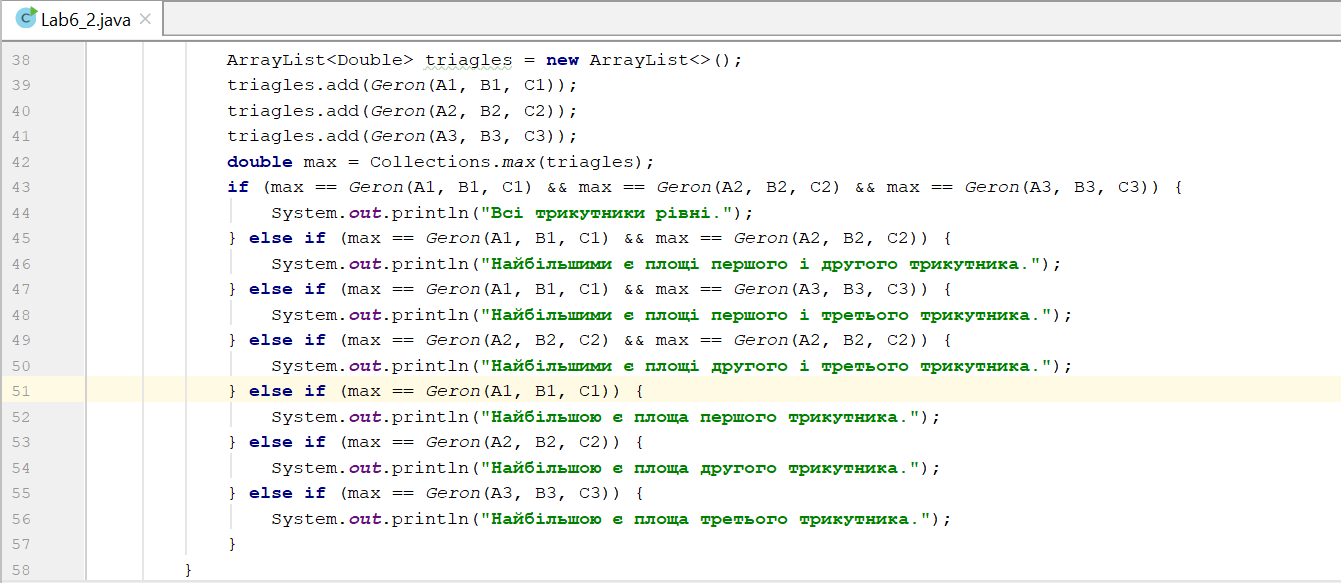 Lab6_2.java
38 ArrayList<Double> triagles = new ArrayList<>();
39 triagles.add(Geron(A1, B1, C1));
40 triagles.add(Geron(A2, B2, C2));
41 triagles.add(Geron(A3, B3, C3));
42 double max = Collections.max(triagles);
43 if (max == Geron(A1, B1, C1) && max == Geron(A2, B2, C2) && max == Geron(A3, B3, C3)) {
44 System.out.println("Всі трикутники рівні.");
45 } else if (max == Geron(A1, B1, C1) && max == Geron(A2, B2, C2)) {
46 System.out.println("Найбільшими є площі першого і другого трикутника.");
47 } else if (max == Geron(A1, B1, C1) && max == Geron(A3, B3, C3)) {
48 System.out.println("Найбільшими є площі першого і третього трикутника.");
49 } else if (max == Geron(A2, B2, C2) && max == Geron(A2, B2, C2)) {
50 System.out.println("Найбільшими є площі другого і третього трикутника.");
51 } else if (max == Geron(A1, B1, C1)) {
52 System.out.println("Найбільшою є площа першого трикутника.");
53 } else if (max == Geron(A2, B2, C2)) {
54 System.out.println("Найбільшою є площа другого трикутника.");
55 } else if (max == Geron(A3, B3, C3)) {
56 System.out.println("Найбільшою є площа третього трикутника.");
57 }
58 }